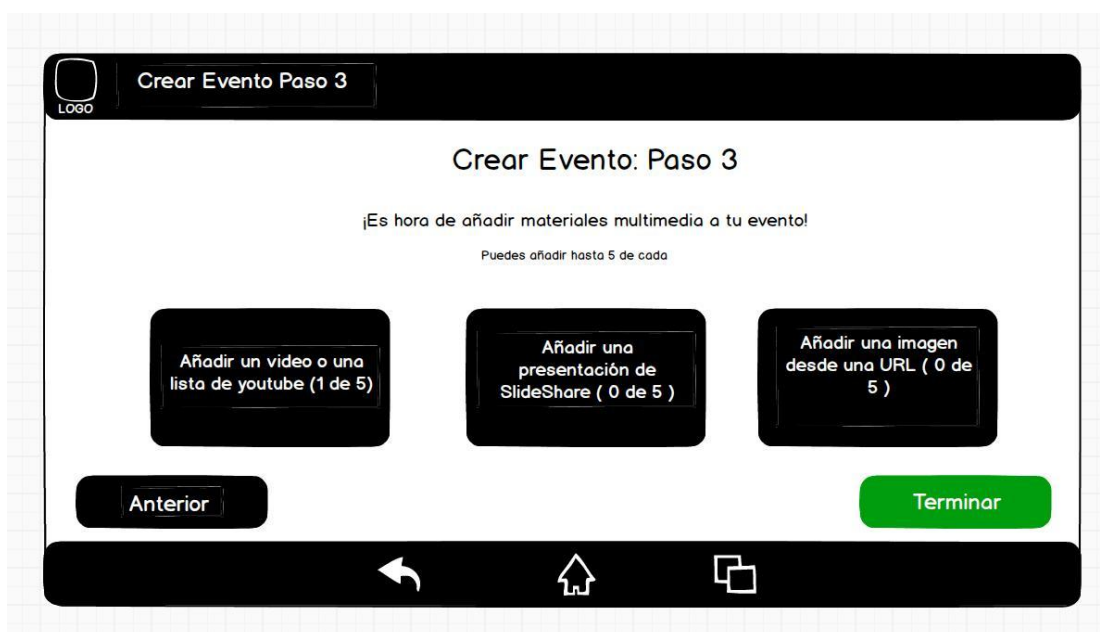 Crear Evento Paso 3
LOGO
Crear Evento: Paso 3
¡Es hora de añadir materiales multimedia a tu evento!
Puedes añadir hasta 5 de cada
Añadir un video o una
lista de youtube (1 de 5)
Añadir una
presentación de
SlideShare ( 0 de 5 )
Añadir una imagen
desde una URL ( 0 de
5 )
Anterior
Terminar